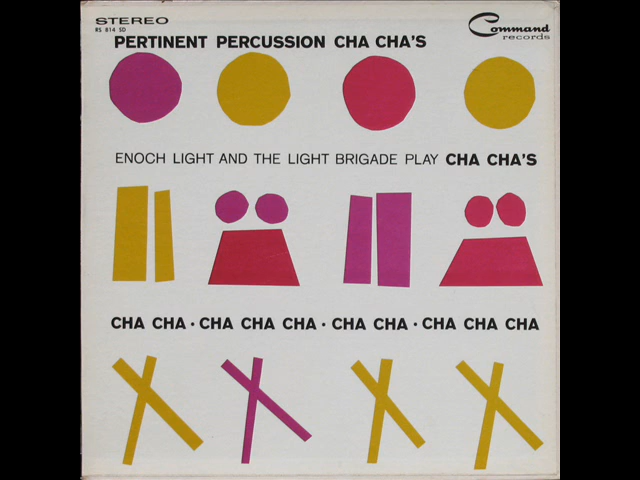 STEREO
RS 814 SD
Command
records
PERTINENT PERCUSSION CHA CHA'S
ENOCH LIGHT AND THE LIGHT BRIGADE PLAY CHA CHA'S
CHA CHA · CHA CHA CHA · CHA CHA · CHA CHA CHA